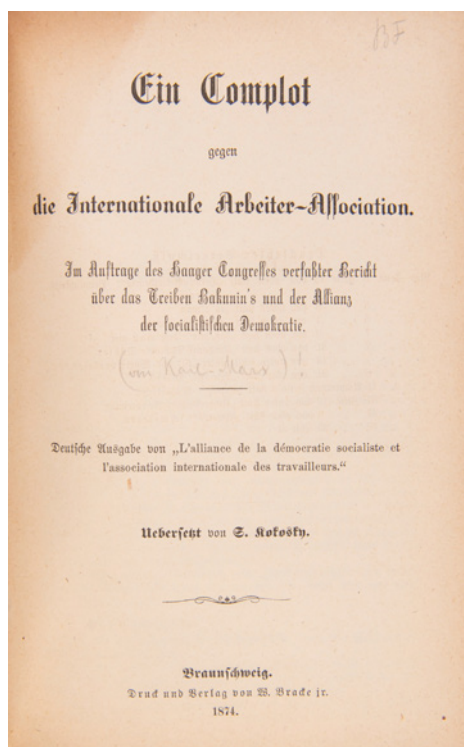 BF
Ein Complot
gegen
die Internationale Arbeiter-Aſſociation.
Im Auftrage des Haager Congreſſes verfaßter Bericht
über das Treiben Bakunin's und der Allianz
der ſocialiſtiſchen Demokratie.
(von Karl Marx)!
Deutſche Ausgabe von „L'alliance de la démocratie socialiste et
l'association internationale des travailleurs.“
Ueberſetzt von S. Kokoſky.
Braunſchweig.
Druck und Verlag von W. Bracke jr.
1874.